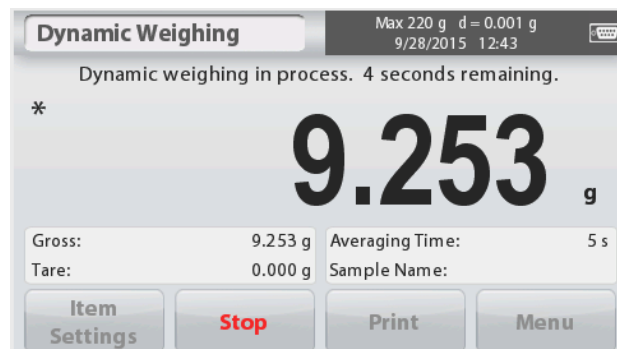 Dynamic Weighing
Max 220 g d = 0.001 g
9/28/2015 12:43
Dynamic weighing in process. 4 seconds remaining.
*
9.253 g
Gross: 9.253 g
Tare: 0.000 g
Averaging Time: 5 s
Sample Name:
Item
Settings
Stop
Print
Menu